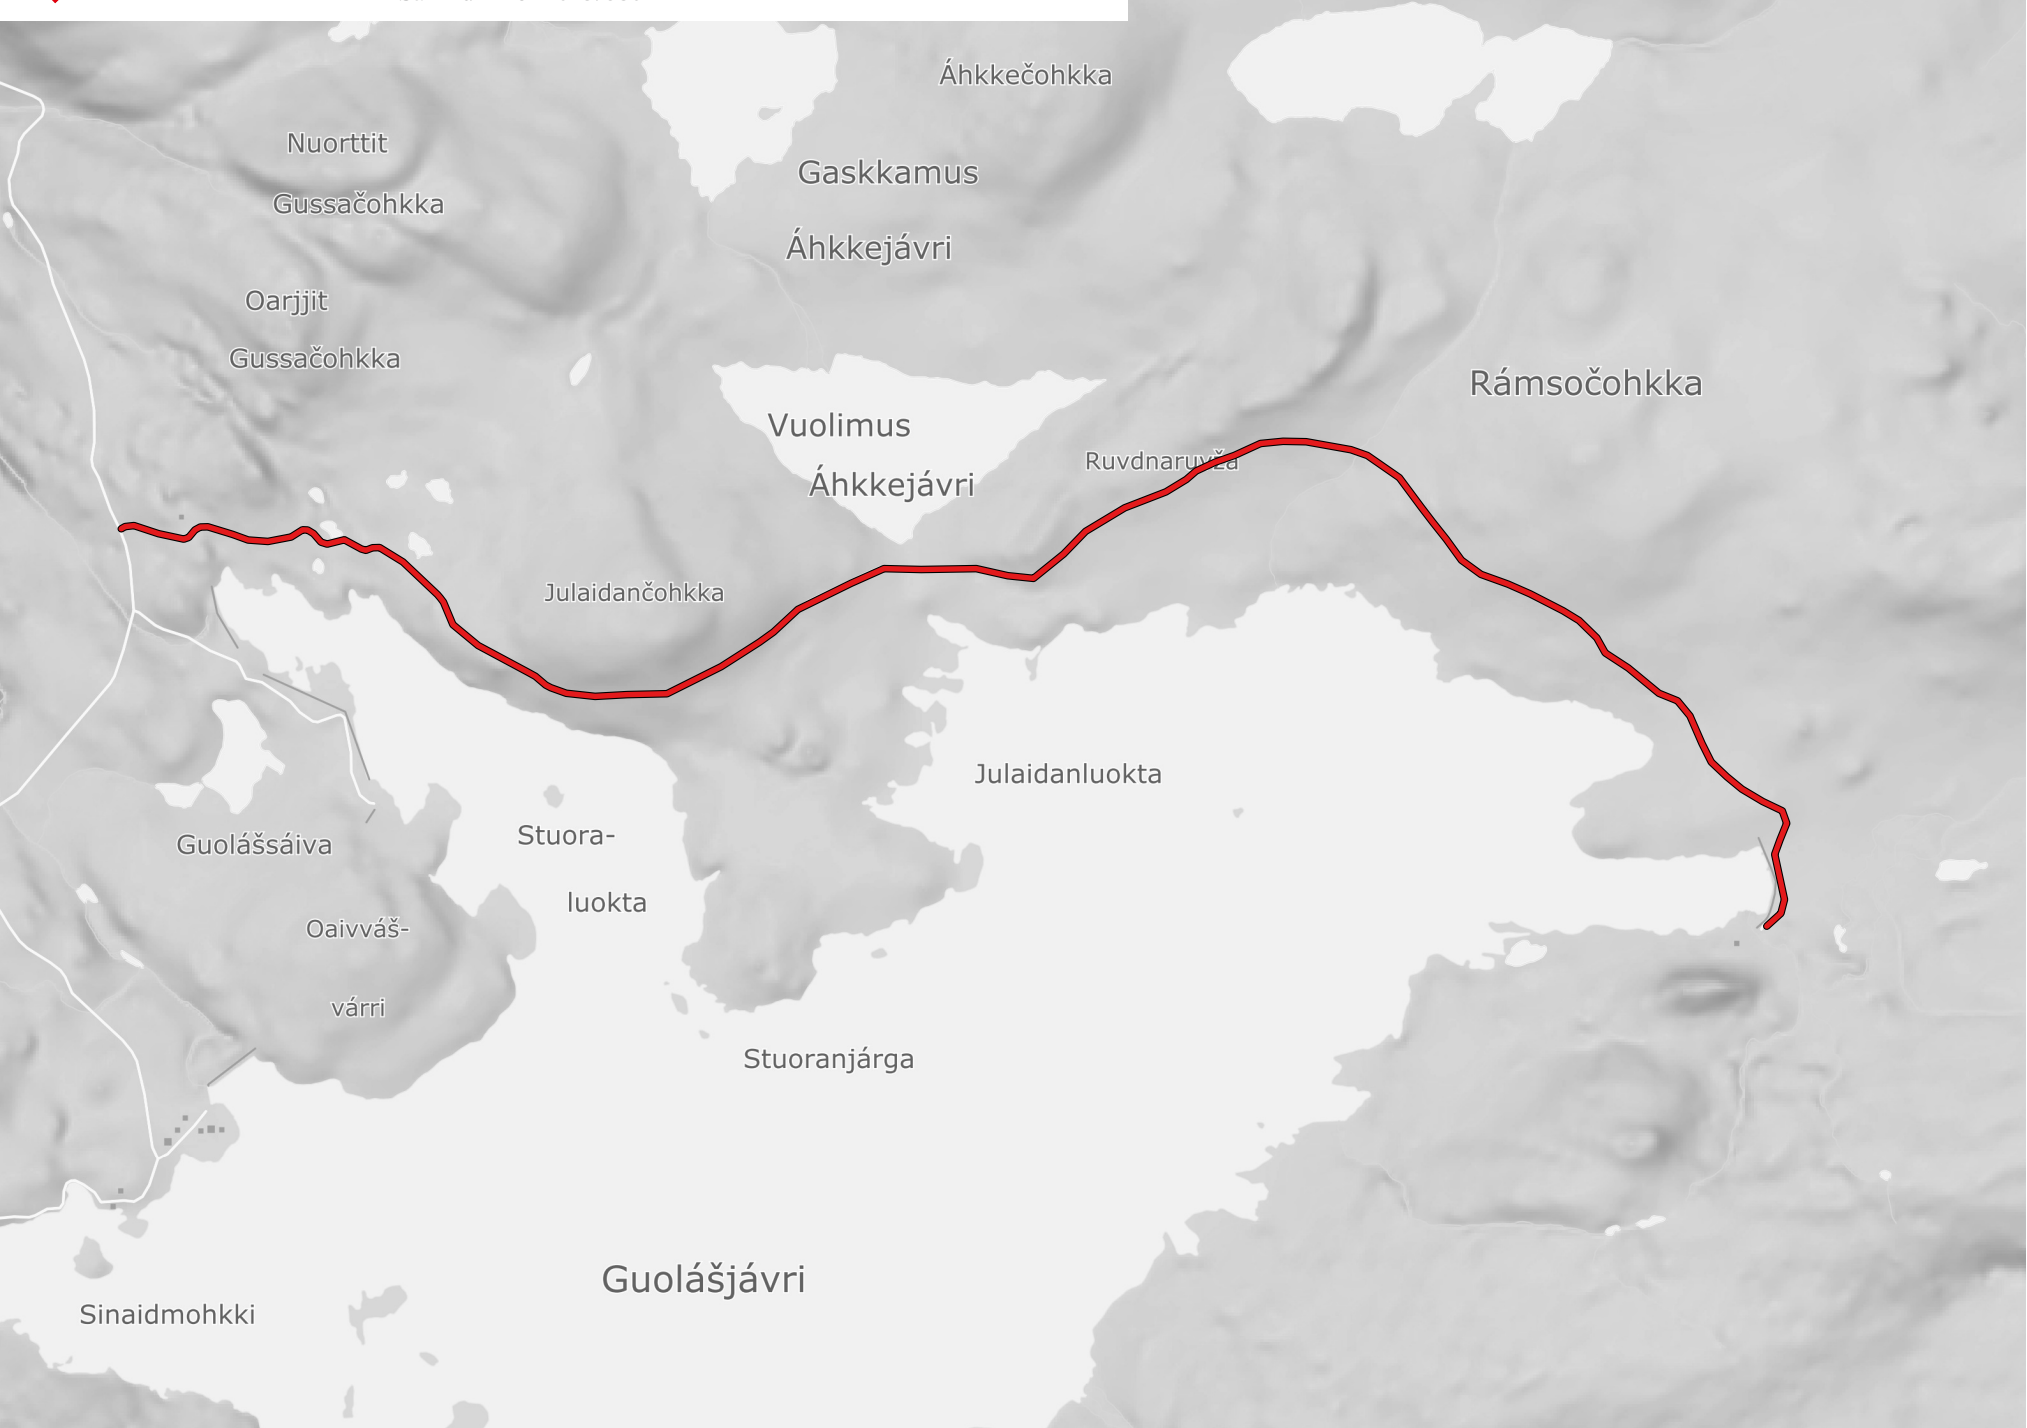 Áhkkečohkka
Nuorttit
Gussačohkka
Gaskkamus
Áhkkejávri
Oarjjit
Gussačohkka
Rámsočohkka
Vuolimus
Áhkkejávri
Ruvdnaruvža
Julaidančohkka
Julaidanluokta
Stuora-
luokta
Guolášsáiva
Oaivváš-
várri
Stuoranjárga
Guolášjávri
Sinaidmohkki